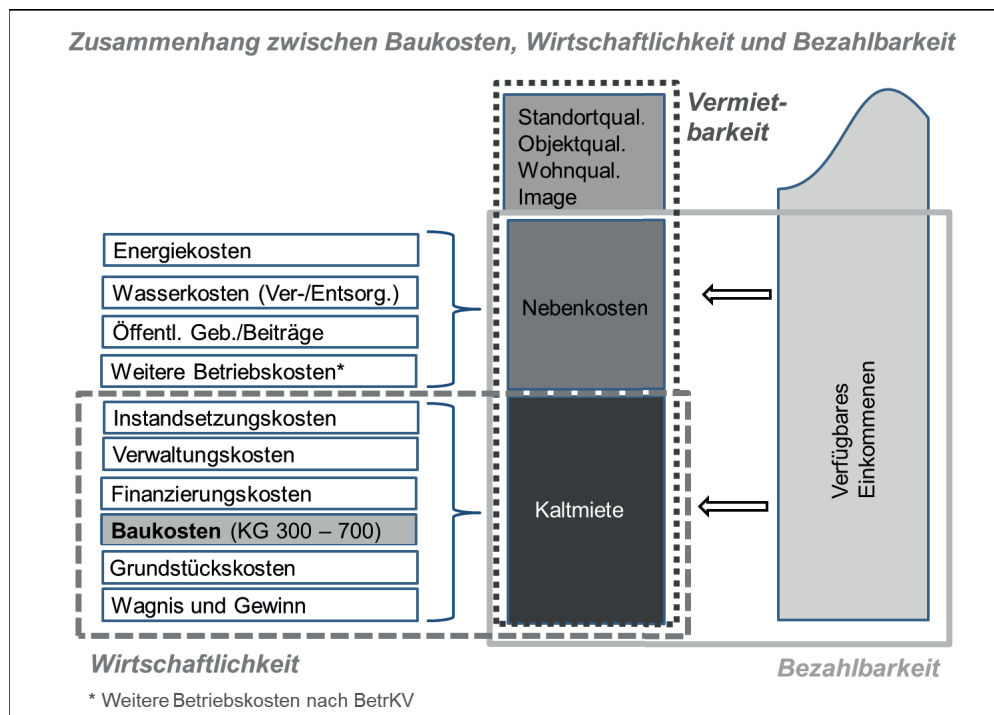 Zusammenhang zwischen Baukosten, Wirtschaftlichkeit und Bezahlbarkeit
Standortqual.
Objektqual.
Wohnqual.
Image
Vermiet-
barkeit
Energiekosten
Wasserkosten (Ver-/Entsorg.)
Öffentl. Geb./Beiträge
Weitere Betriebskosten*
Nebenkosten
Instandsetzungskosten
Verwaltungskosten
Finanzierungskosten
Baukosten (KG 300 – 700)
Grundstückskosten
Wagnis und Gewinn
Kaltmiete
Verfügbares
Einkommenen
Wirtschaftlichkeit
Bezahlbarkeit
* Weitere Betriebskosten nach BetrKV